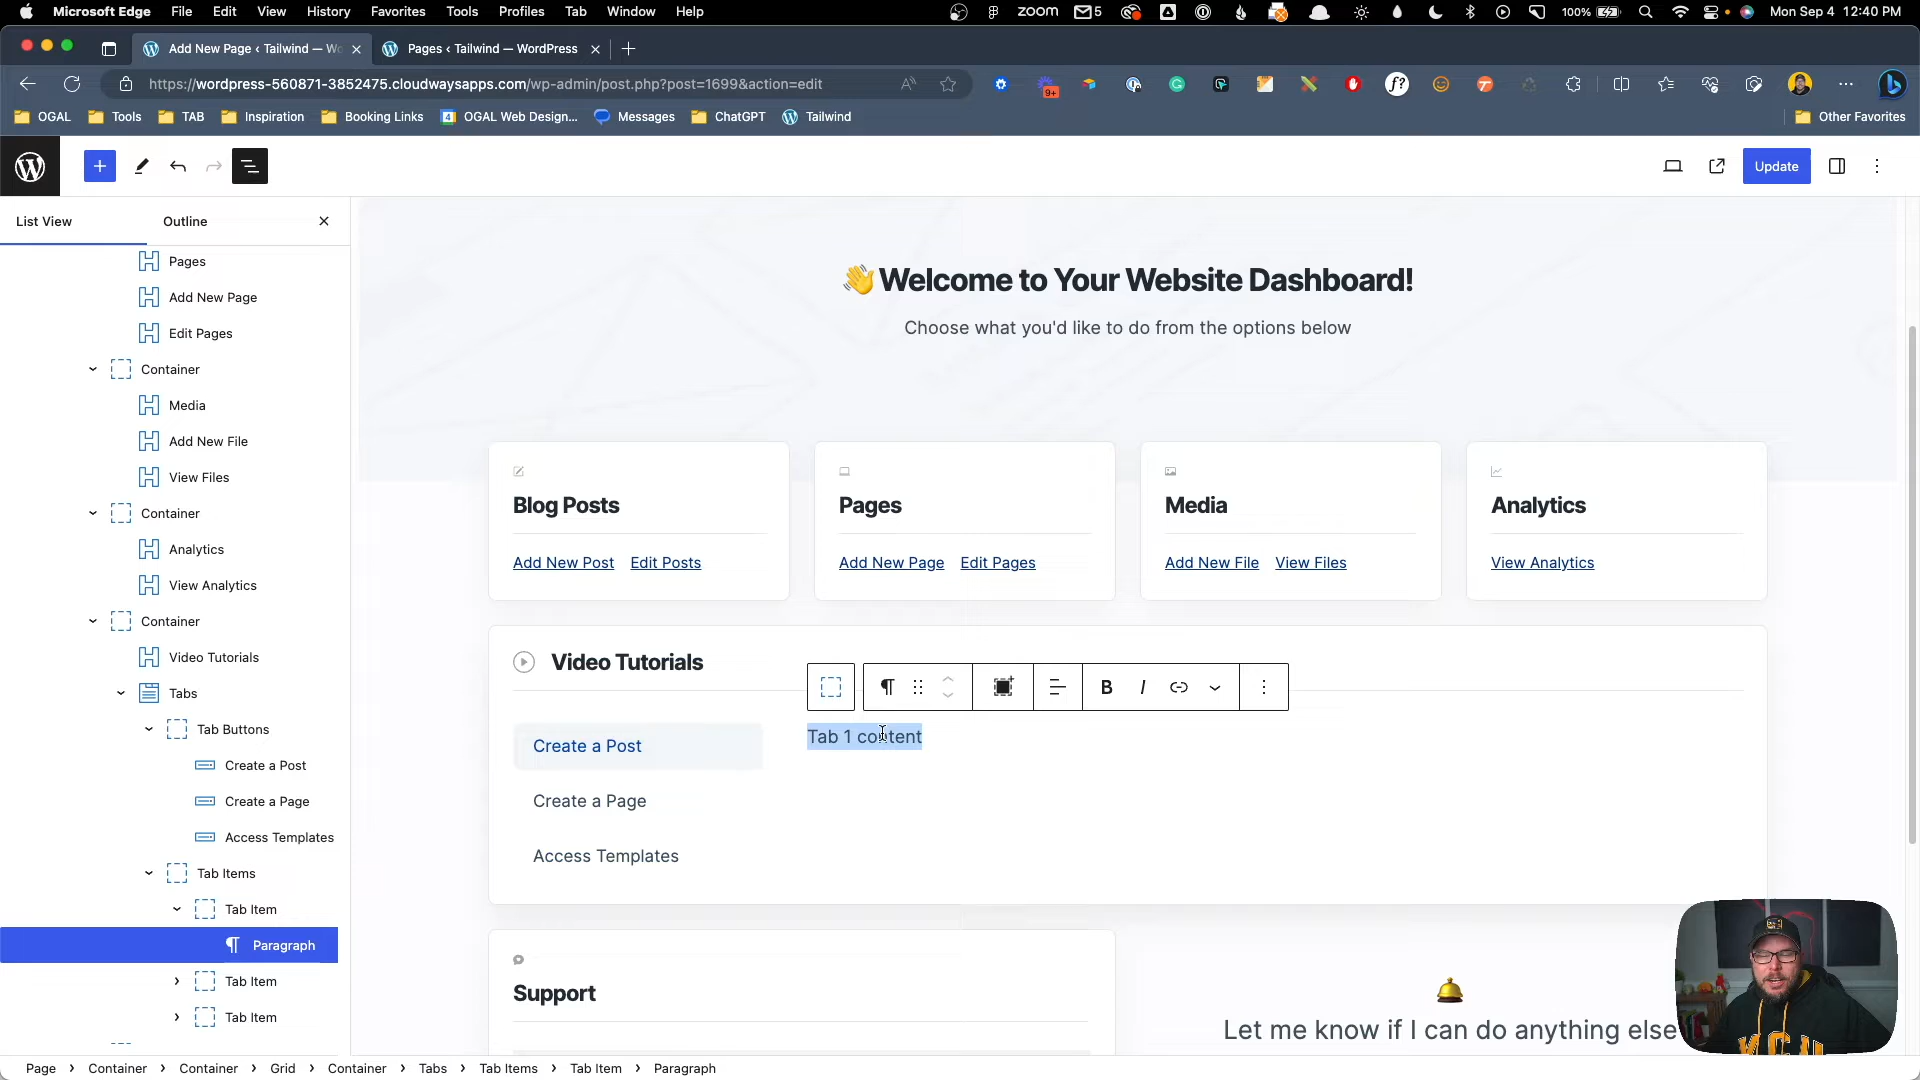 Microsoft Edge File Edit View History Favorites Tools Profiles Tab Window Help zoom 5 100% Mon Sep 4 12:40 PM
Add New Page ‹ Tailwind — Wo Pages ‹ Tailwind — WordPress
https://wordpress-560871-3852475.cloudwaysapps.com/wp-admin/post.php?post=1699&action=edit 9+ f?
OGAL Tools TAB Inspiration Booking Links OGAL Web Design... Messages ChatGPT Tailwind Other Favorites
Update
List View Outline
Pages
Add New Page
Edit Pages
Container
Media
Add New File
View Files
Container
Analytics
View Analytics
Container
Video Tutorials
Tabs
Tab Buttons
Create a Post
Create a Page
Access Templates
Tab Items
Tab Item
Paragraph
Tab Item
Tab Item
👋Welcome to Your Website Dashboard!
Choose what you'd like to do from the options below
Blog Posts
Add New Post Edit Posts
Pages
Add New Page Edit Pages
Media
Add New File View Files
Analytics
View Analytics
Video Tutorials
B I
Create a Post
Create a Page
Access Templates
Tab 1 content
Support
Let me know if I can do anything else
Page › Container › Container › Grid › Container › Tabs › Tab Items › Tab Item › Paragraph